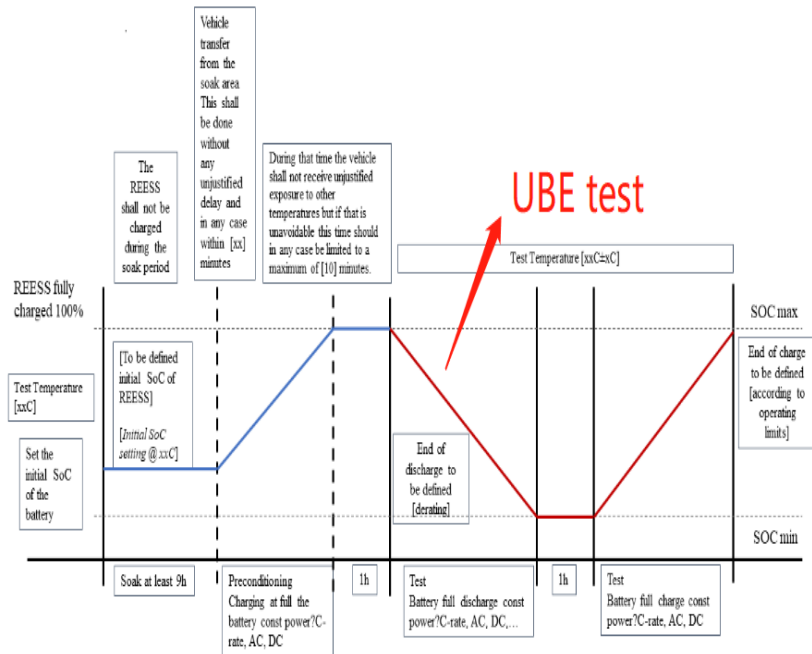 Vehicle
transfer
from the
soak area
This shall
be done
without
any
unjustified
delay and
in any case
within [xx]
minutes
The
REESS
shall not be
charged
during the
soak period
During that time the vehicle
shall not receive unjustified
exposure to other
temperatures but if that is
unavoidable this time should
in any case be limited to a
maximum of [10] minutes.
UBE test
Test Temperature [xxC±xC]
REESS fully
charged 100%
SOC max
[To be defined
initial SoC of
REESS]
[Initial SoC
setting @ xxC]
Test Temperature
[xxC]
Set the
initial SoC
of the
battery
End of
discharge to
be defined
[derating]
End of charge
to be defined
[according to
operating
limits]
SOC min
Soak at least 9h
Preconditioning
Charging at full the
battery const power?C-
rate, AC, DC
1h
Test
Battery full discharge const
power?C-rate, AC, DC,...
1h
Test
Battery full charge const
power?C-rate, AC, DC